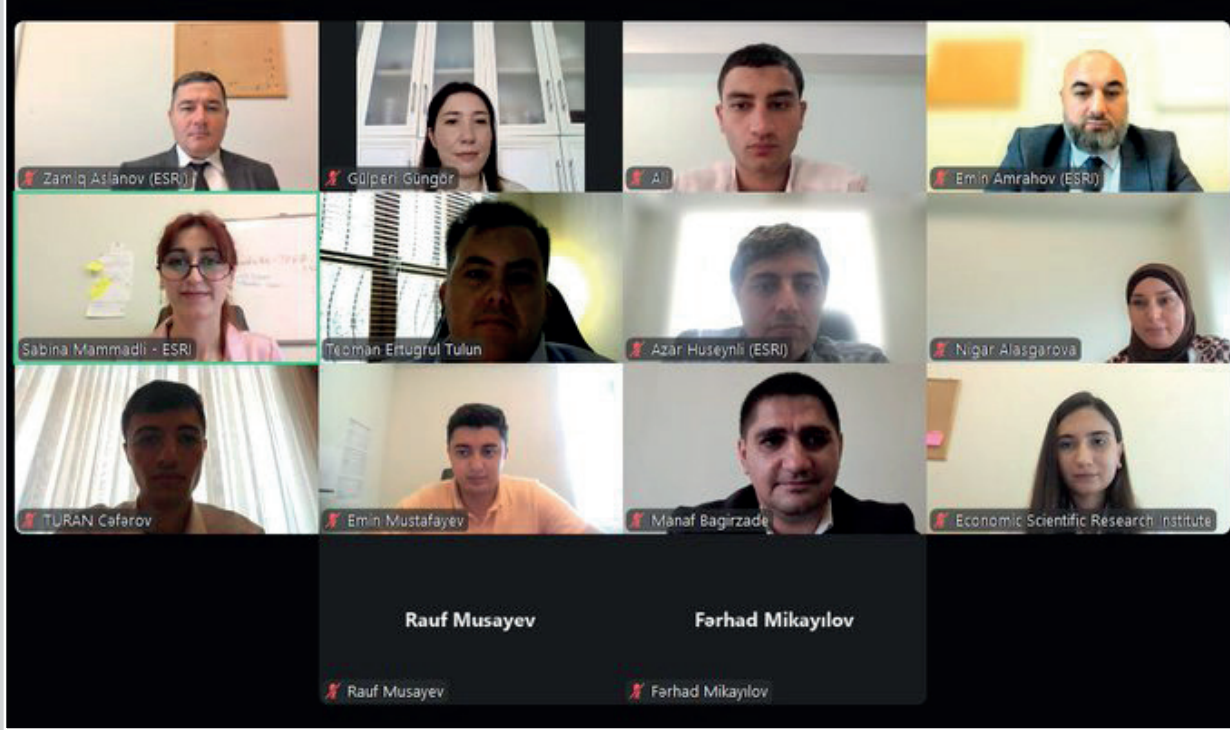 Zamiq Aslanov (ESRI)
Gülperi Güngör
Ali
Emin Amrahov (ESRI)
Sabina Mammadli - ESRI
Teoman Ertugrul Tulun
Azar Huseynli (ESRI)
Nigar Alasgarova
TURAN Cəfərov
Emin Mustafayev
Manaf Bagirzade
Economic Scientific Research Institute
Rauf Musayev
Fərhad Mikayılov
Rauf Musayev
Fərhad Mikayılov